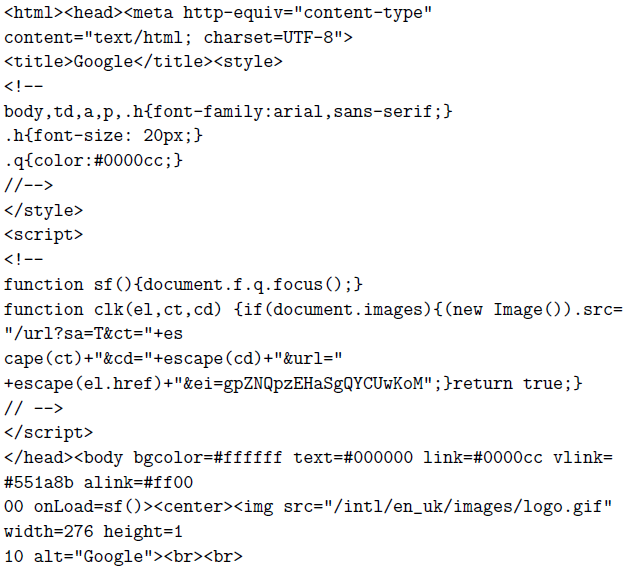 <html><head><meta http-equiv="content-type"
content="text/html; charset=UTF-8">
<title>Google</title><style>
<!--
body,td,a,p,.h{font-family:arial,sans-serif;}
.h{font-size: 20px;}
.q{color:#0000cc;}
//-->
</style>
<script>
<!--
function sf(){document.f.q.focus();}
function clk(el,ct,cd) {if(document.images){(new Image()).src=
"/url?sa=T&ct="+es
cape(ct)+"&cd="+escape(cd)+"&url="
+escape(el.href)+"&ei=gpZNQpzEHaSgQYCUwKoM";}return true;}
// -->
</script>
</head><body bgcolor=#ffffff text=#000000 link=#0000cc vlink=
#551a8b alink=#ff00
00 onLoad=sf()><center><img src="/intl/en_uk/images/logo.gif"
width=276 height=1
10 alt="Google"><br><br>